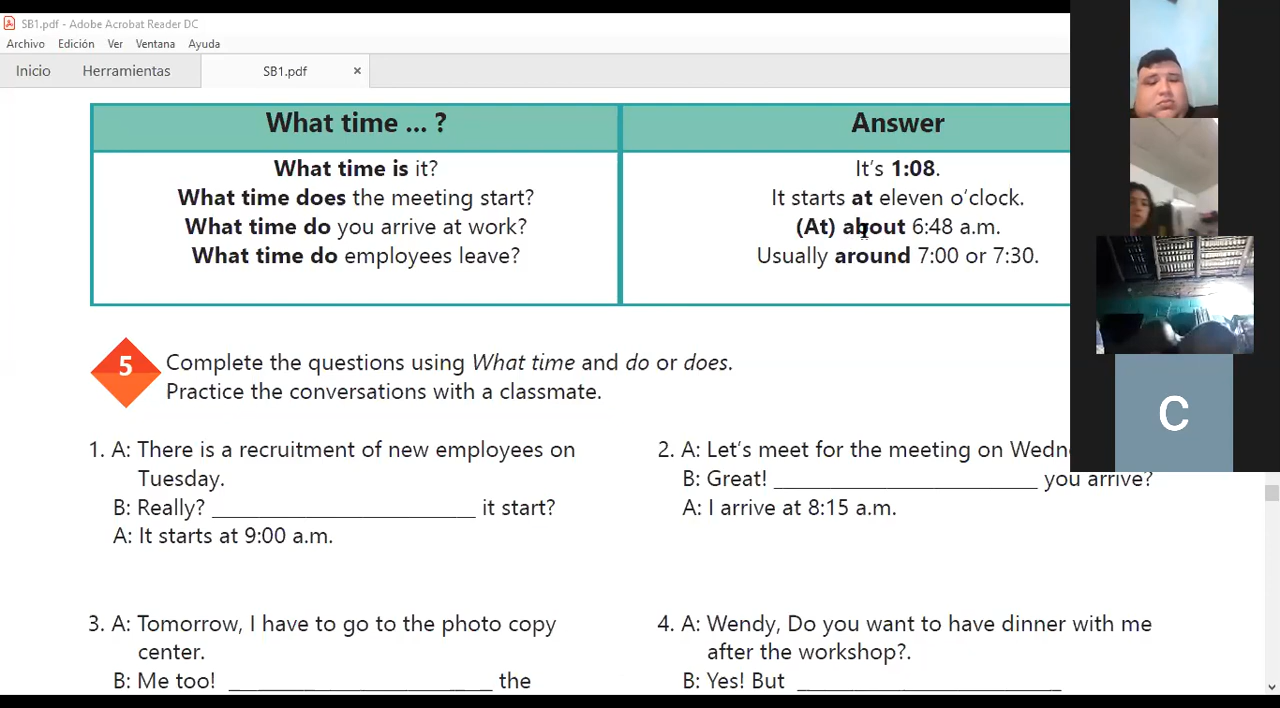 SB1.pdf - Adobe Acrobat Reader DC
Archivo Edición Ver Ventana Ayuda
Inicio Herramientas SB1.pdf ×
What time ... ? Answer
What time is it? It's 1:08.
What time does the meeting start? It starts at eleven o'clock.
What time do you arrive at work? (At) about 6:48 a.m.
What time do employees leave? Usually around 7:00 or 7:30.
5 Complete the questions using What time and do or does.
Practice the conversations with a classmate.
1. A: There is a recruitment of new employees on
Tuesday.
B: Really? ____________________________ it start?
A: It starts at 9:00 a.m.
2. A: Let's meet for the meeting on Wedn
B: Great! ____________________________ you arrive?
A: I arrive at 8:15 a.m.
3. A: Tomorrow, I have to go to the photo copy
center.
B: Me too! ____________________________ the
4. A: Wendy, Do you want to have dinner with me
after the workshop?.
B: Yes! But ____________________________
C